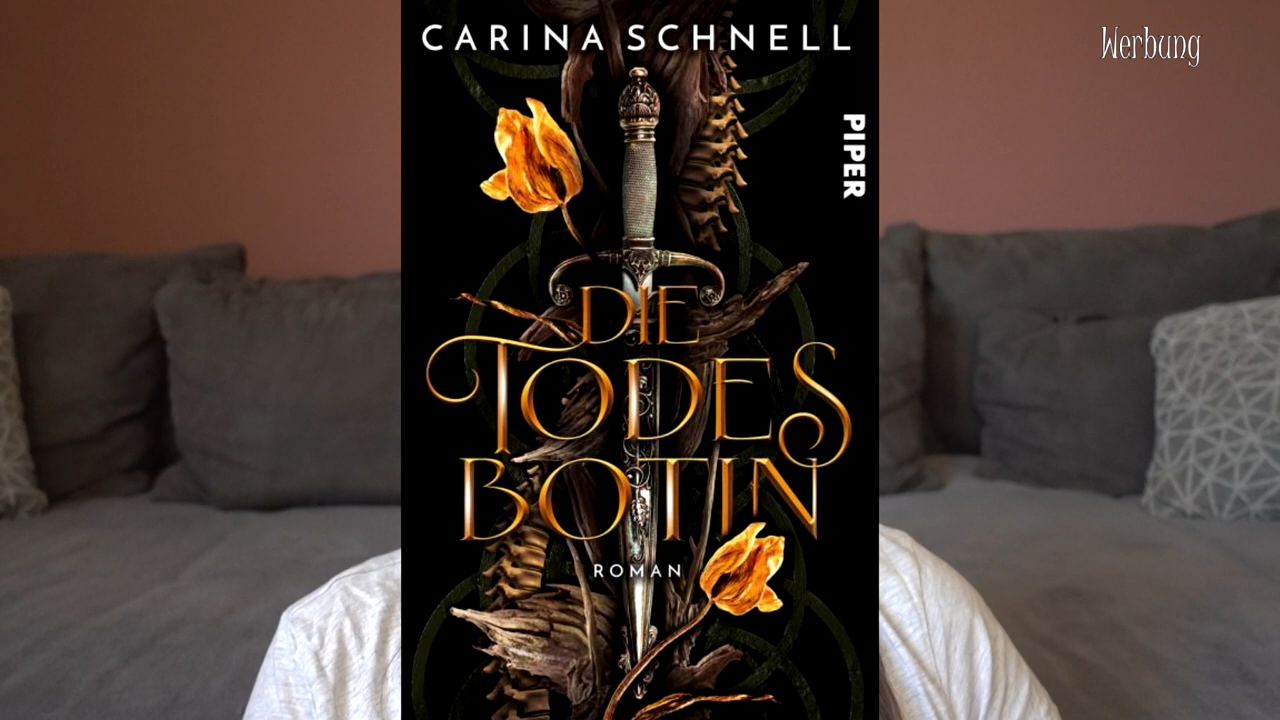 CARINA SCHNELL
Werbung
PIPER
DIE
TODES
BOTIN
ROMAN